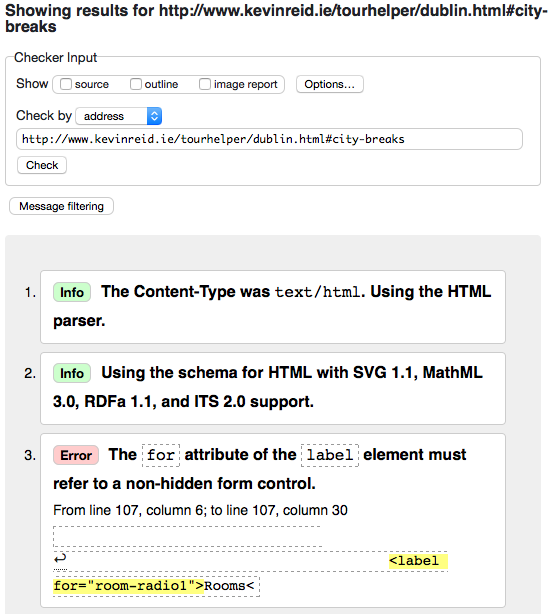 Showing results for http://www.kevinreid.ie/tourhelper/dublin.html#city-
breaks
Checker Input
Show source outline image report Options...
Check by address
http://www.kevinreid.ie/tourhelper/dublin.html#city-breaks
Check
Message filtering
1. Info The Content-Type was text/html. Using the HTML
parser.
2. Info Using the schema for HTML with SVG 1.1, MathML
3.0, RDFa 1.1, and ITS 2.0 support.
3. Error The for attribute of the label element must
refer to a non-hidden form control.
From line 107, column 6; to line 107, column 30
↩ <label
for="room-radio1">Rooms<